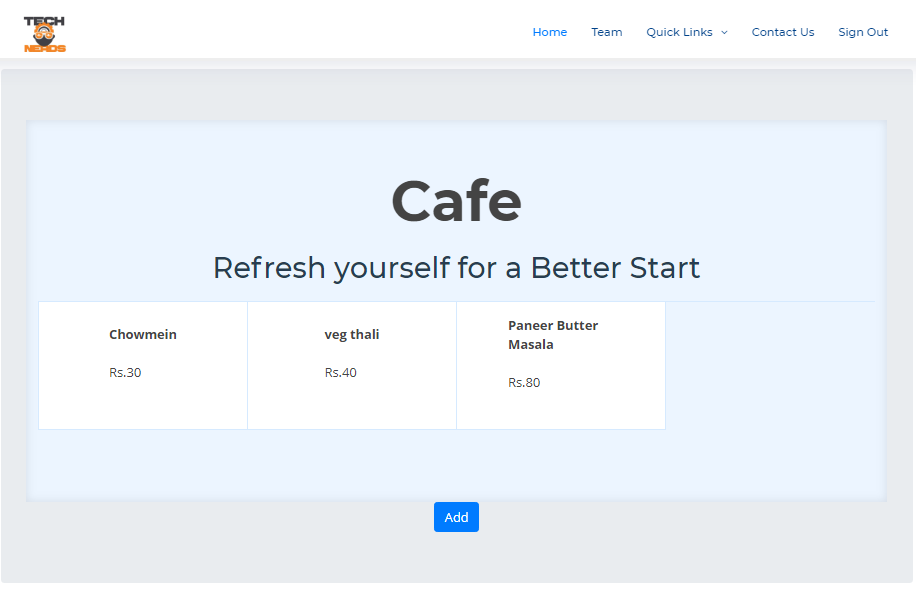 TECH
NERDS
Home Team Quick Links Contact Us Sign Out
Cafe
Refresh yourself for a Better Start
Chowmein
Rs.30
veg thali
Rs.40
Paneer Butter
Masala
Rs.80
Add